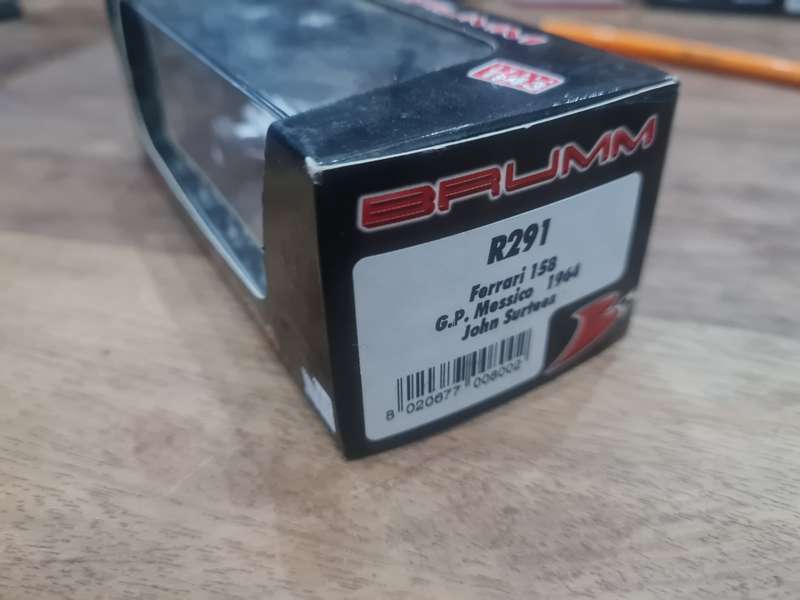 BRUMM
R291
Ferrari 158
G.P. Messico 1964
John Surtees
8 020677 008002